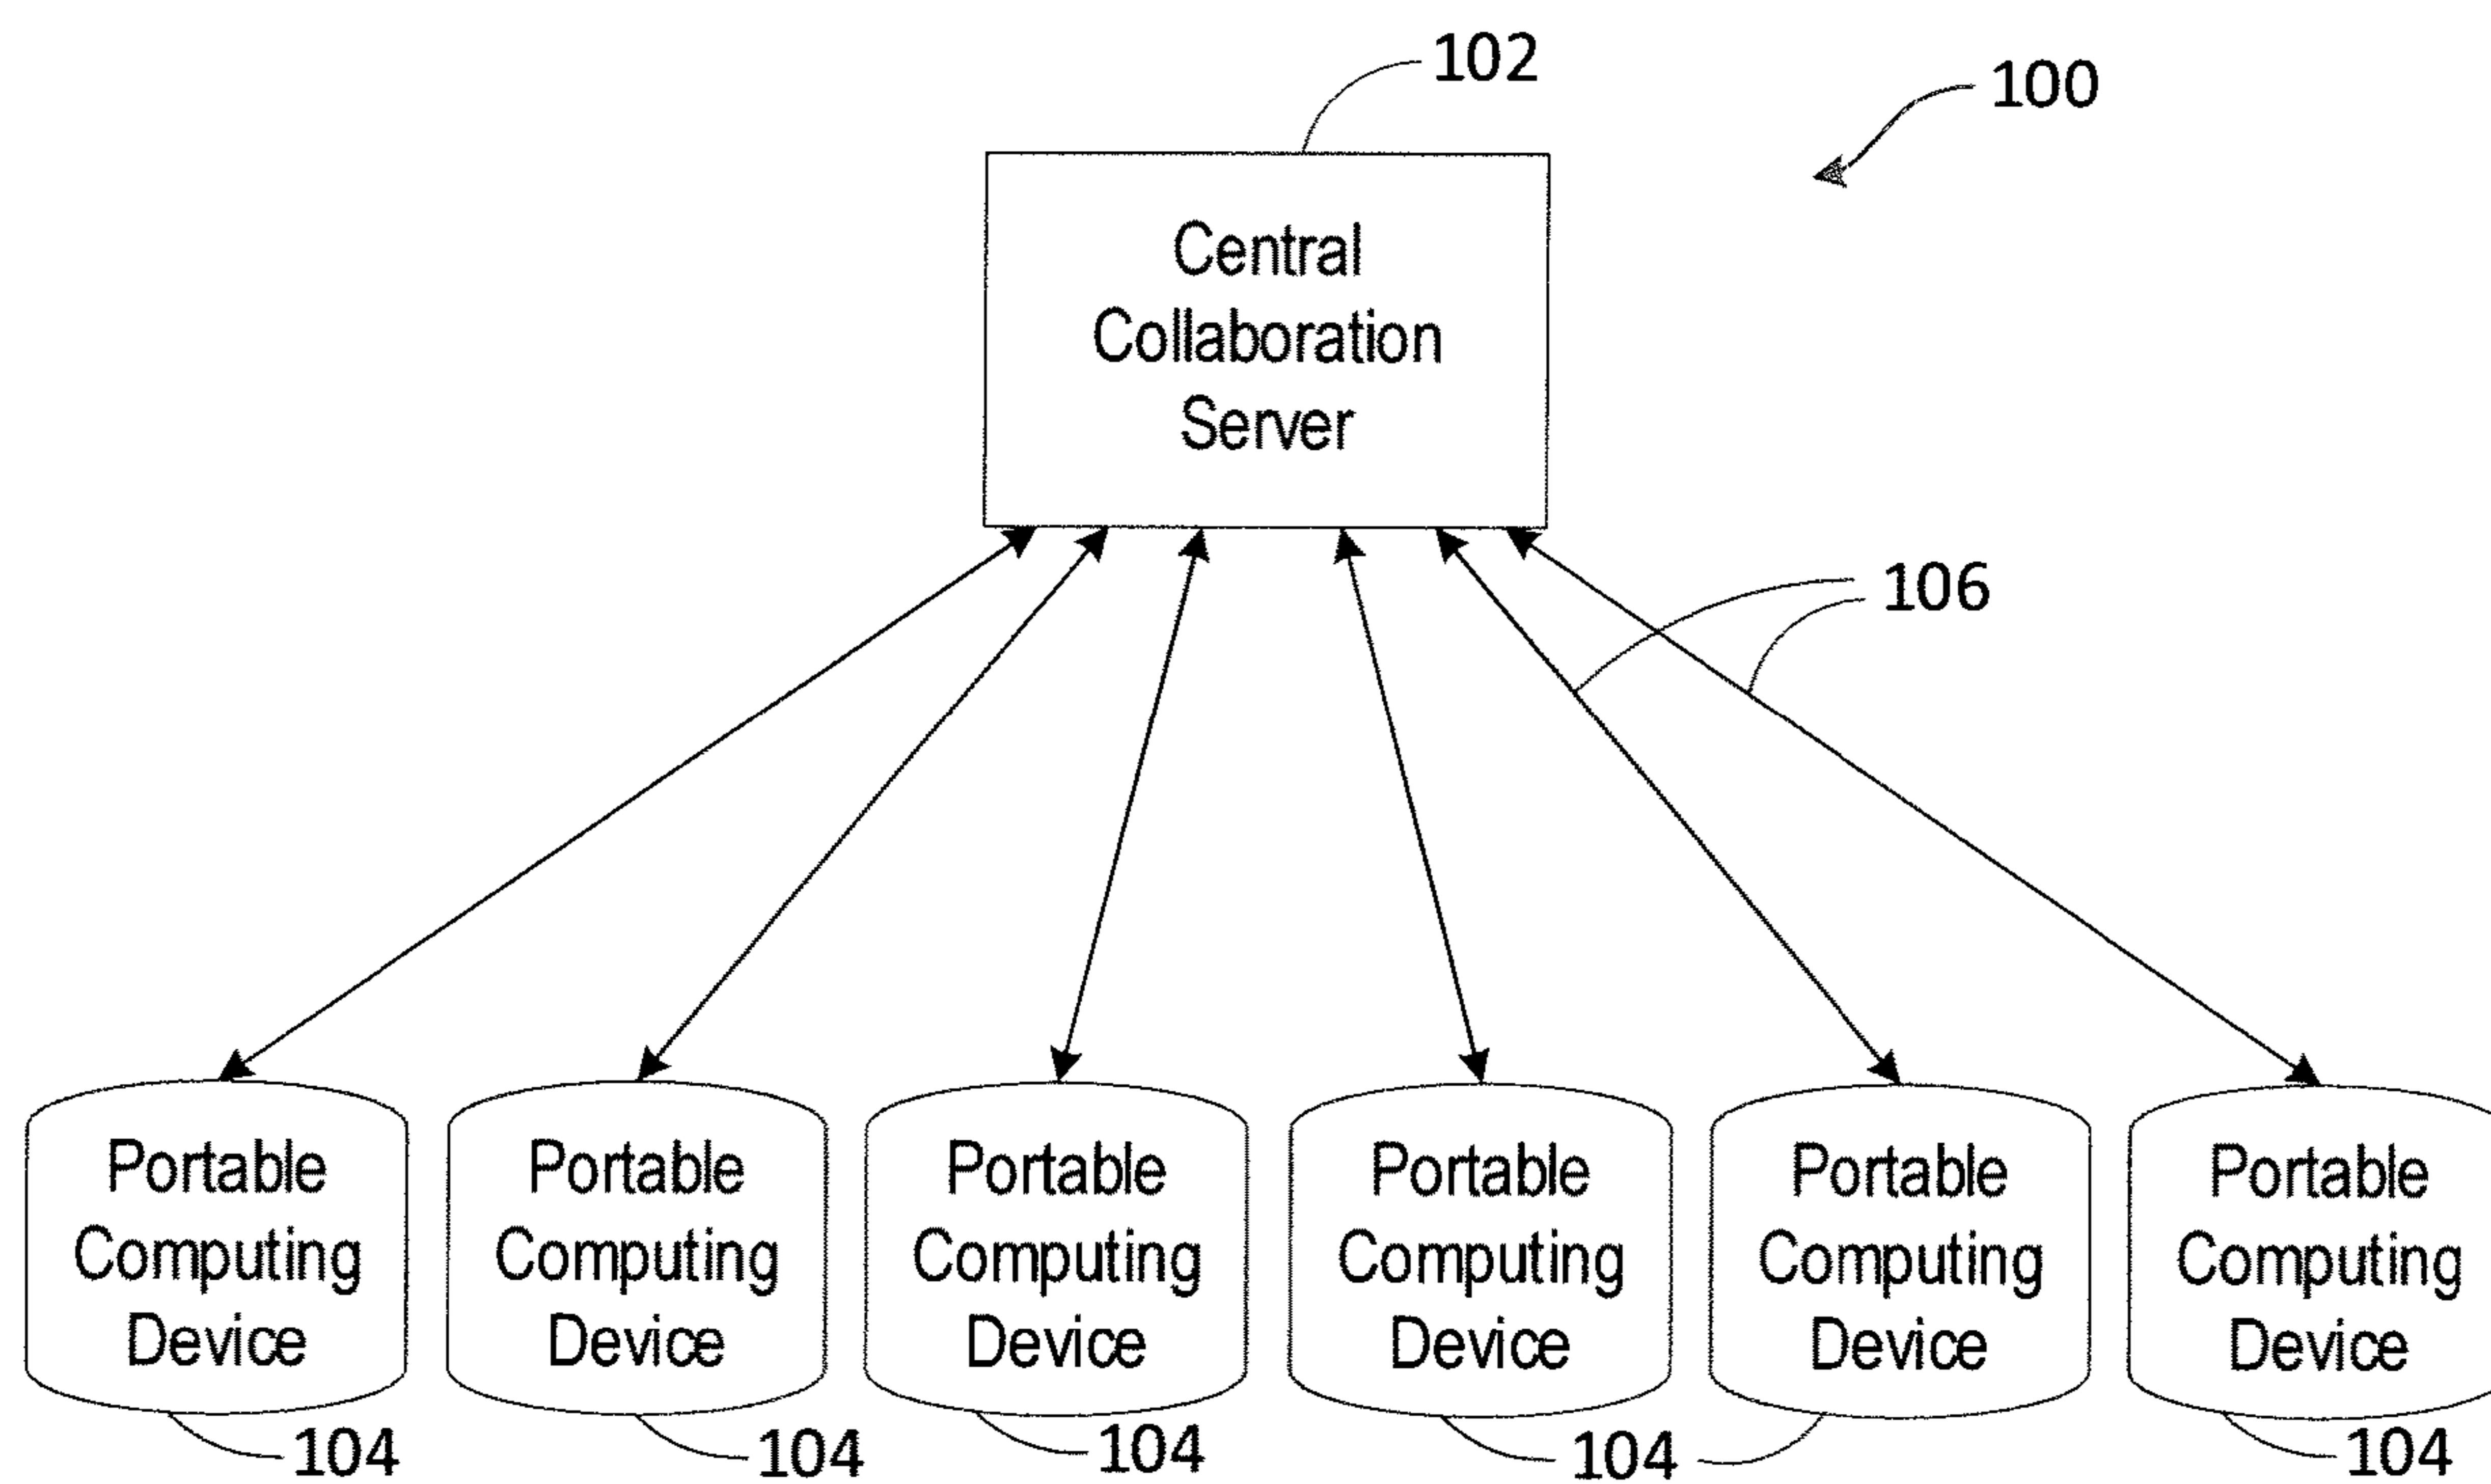 102
100
Central
Collaboration
Server
106
Portable
Computing
Device
Portable
Computing
Device
Portable
Computing
Device
Portable
Computing
Device
Portable
Computing
Device
Portable
Computing
Device
104
104
104
104
104